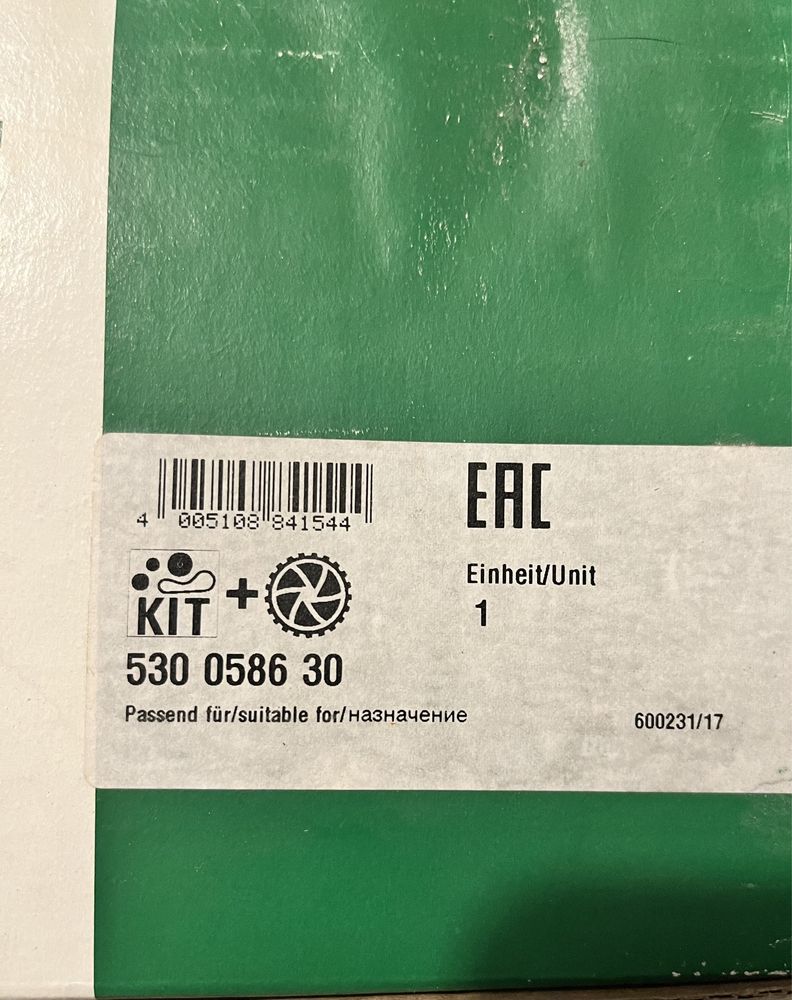 4 005108 841544
EAC
Einheit/Unit
1
KIT +
530 0586 30
Passend für/suitable for/назначение
600231/17